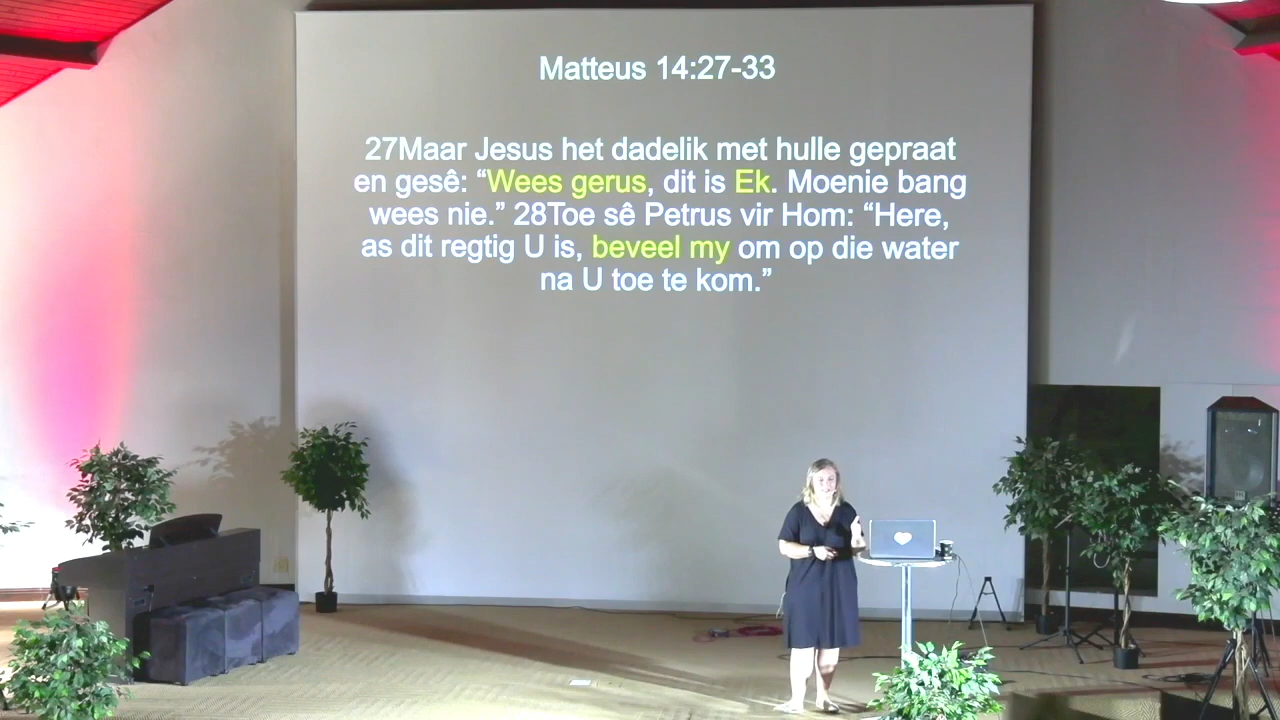 Matteus 14:27-33
27Maar Jesus het dadelik met hulle gepraat
en gesê: “Wees gerus, dit is Ek. Moenie bang
wees nie.” 28Toe sê Petrus vir Hom: “Here,
as dit regtig U is, beveel my om op die water
na U toe te kom.”